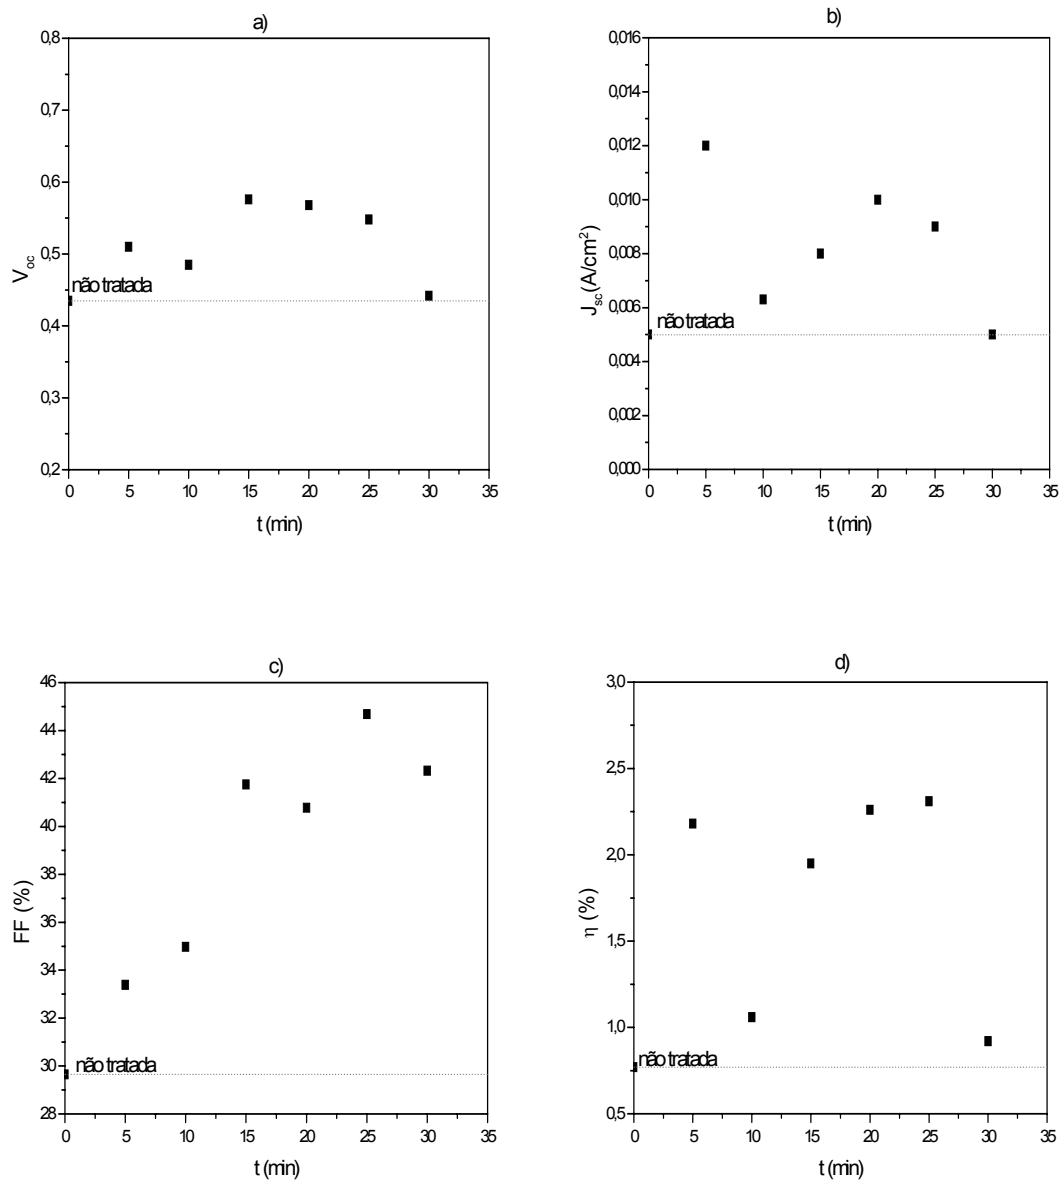 a)
0,8
0,7
0,6
0,5
0,4
0,3
0,2
V_oc
não tratada
0 5 10 15 20 25 30 35
t (min)
b)
0,016
0,014
0,012
0,010
0,008
0,006
0,004
0,002
0,000
J_sc(A/cm²)
não tratada
0 5 10 15 20 25 30 35
t (min)
c)
46
44
42
40
38
36
34
32
30
28
FF (%)
não tratada
0 5 10 15 20 25 30 35
t (min)
d)
3,0
2,5
2,0
1,5
1,0
0,5
η (%)
não tratada
0 5 10 15 20 25 30 35
t (min)